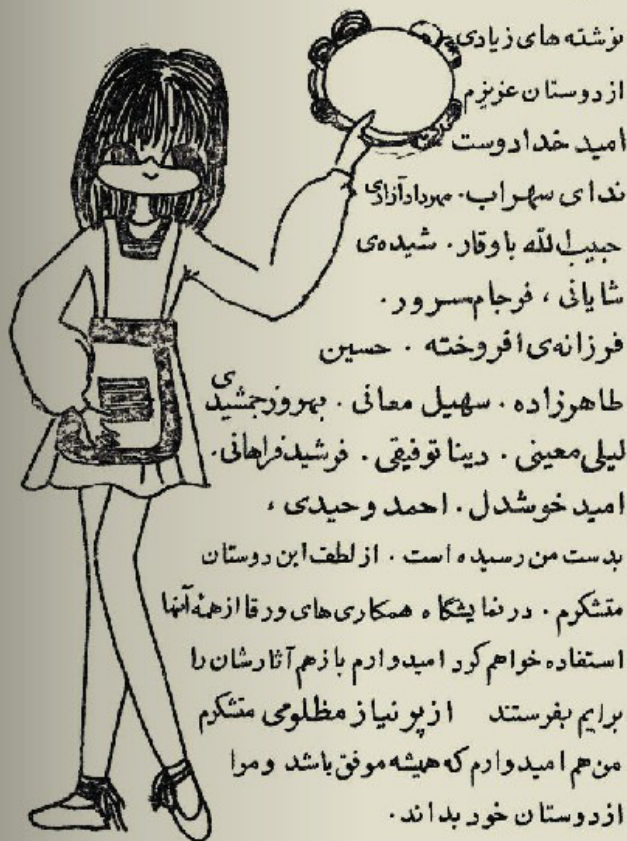 نوشته های زیادی
از دوستان عزیزم
امید خدادوست
ندای سهراب. مهرداد آزادی
حبیب الله باوقار. شیده‌ی
شایانی، فرجام سرور.
فرزانه‌ی افروخته. حسین
طاهرزاده. سهیل معانی. بهروز جمشیدی
لیلی معینی. دینا توفیقی. فرشید فراهانی.
امید خوشدل. احمد وحیدی،
بدست من رسیده است. از لطف این دوستان
متشکرم. در نمایشگاه همکاری های ورقا از همهٔ آنها
استفاده خواهم کرد امیدوارم باز هم آثارشان را
برایم بفرستند از پو نیاز مظلومی متشکرم
من هم امیدوارم که همیشه موفق باشد و مرا
از دوستان خود بداند.